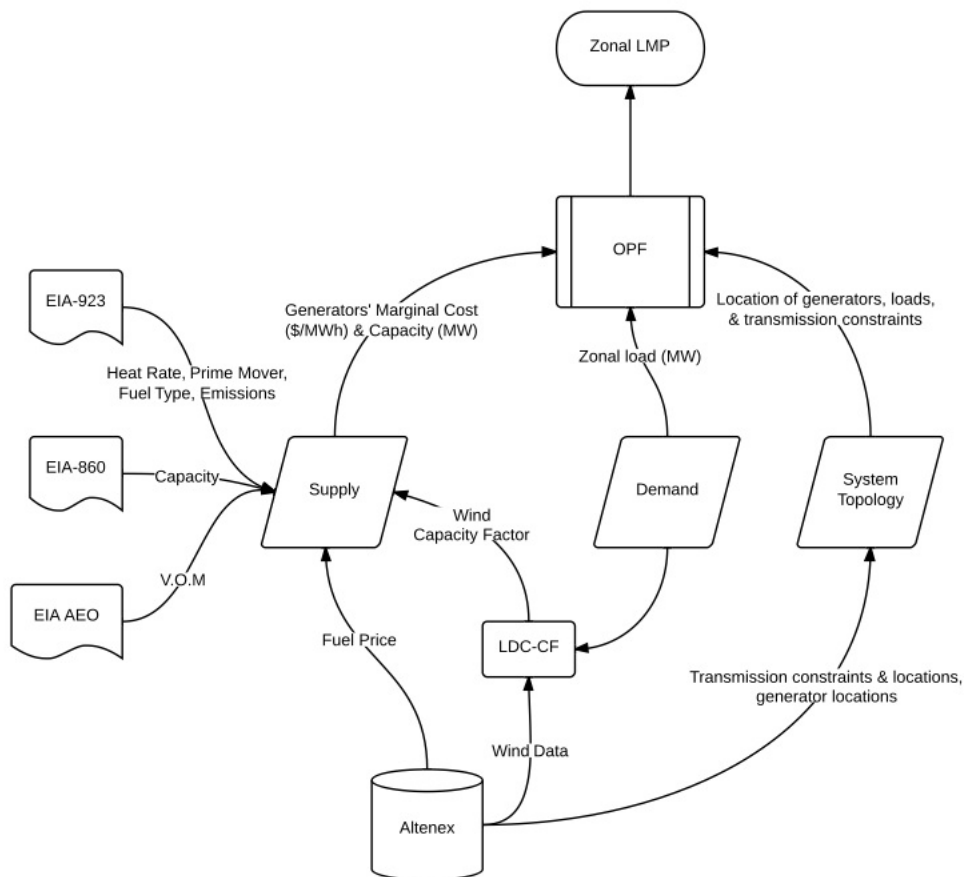 Zonal LMP
OPF
EIA-923
Generators' Marginal Cost
($/MWh) & Capacity (MW)
Location of generators, loads,
& transmission constraints
Zonal load (MW)
Heat Rate, Prime Mover,
Fuel Type, Emissions
EIA-860
Capacity
Supply
Demand
System
Topology
Wind
Capacity Factor
V.O.M
EIA AEO
Fuel Price
LDC-CF
Transmission constraints & locations,
generator locations
Wind Data
Altenex